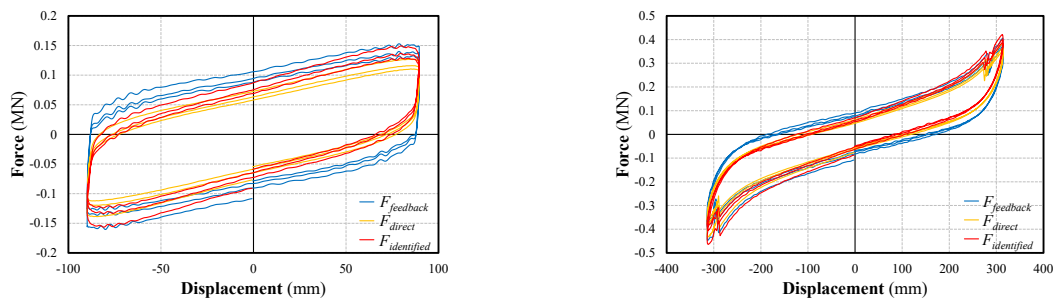 0.2
0.15
0.1
0.05
0
-0.05
-0.1
-0.15
-0.2
Force (MN)
-100 -50 0 50 100
Displacement (mm)
F_feedback
F_direct
F_identified
0.5
0.4
0.3
0.2
0.1
0
-0.1
-0.2
-0.3
-0.4
-0.5
Force (MN)
-400 -300 -200 -100 0 100 200 300 400
Displacement (mm)
F_feedback
F_direct
F_identified